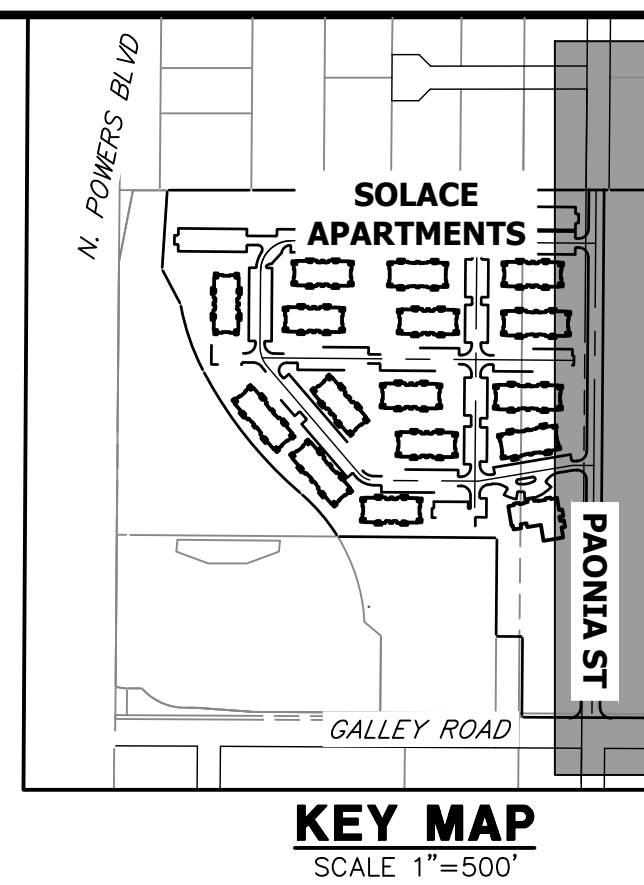 N. POWERS BLVD
SOLACE
APARTMENTS
PAONIA ST
GALLEY ROAD
KEY MAP
SCALE 1"=500'